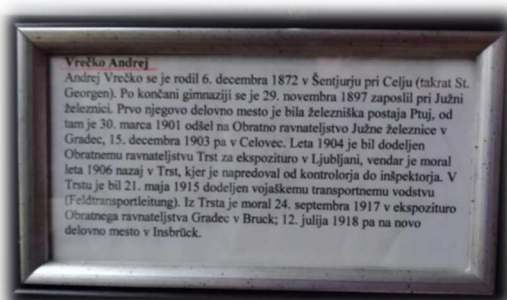 Vrečko Andrej
Andrej Vrečko se je rodil 6. decembra 1872 v Šentjurju pri Celju (takrat St.
Georgen). Po končani gimnaziji se je 29. novembra 1897 zaposlil pri Južni
železnici. Prvo njegovo delovno mesto je bila železniška postaja Ptuj, od
tam je 30. marca 1901 odšel na Obratno ravnateljstvo Južne železnice v
Gradec, 15. decembra 1903 pa v Celovec. Leta 1904 je bil dodeljen
Obratnemu ravnateljstvu Trst za ekspozituro v Ljubljani, vendar je moral
leta 1906 nazaj v Trst, kjer je napredoval od kontrolorja do inšpektorja. V
Trstu je bil 21. maja 1915 dodeljen vojaškemu transportnemu vodstvu
(Feldtransportleitung). Iz Trsta je moral 24. septembra 1917 v ekspozituro
Obratnega ravnateljstva Gradec v Bruck; 12. julija 1918 pa na novo
delovno mesto v Insbrück.